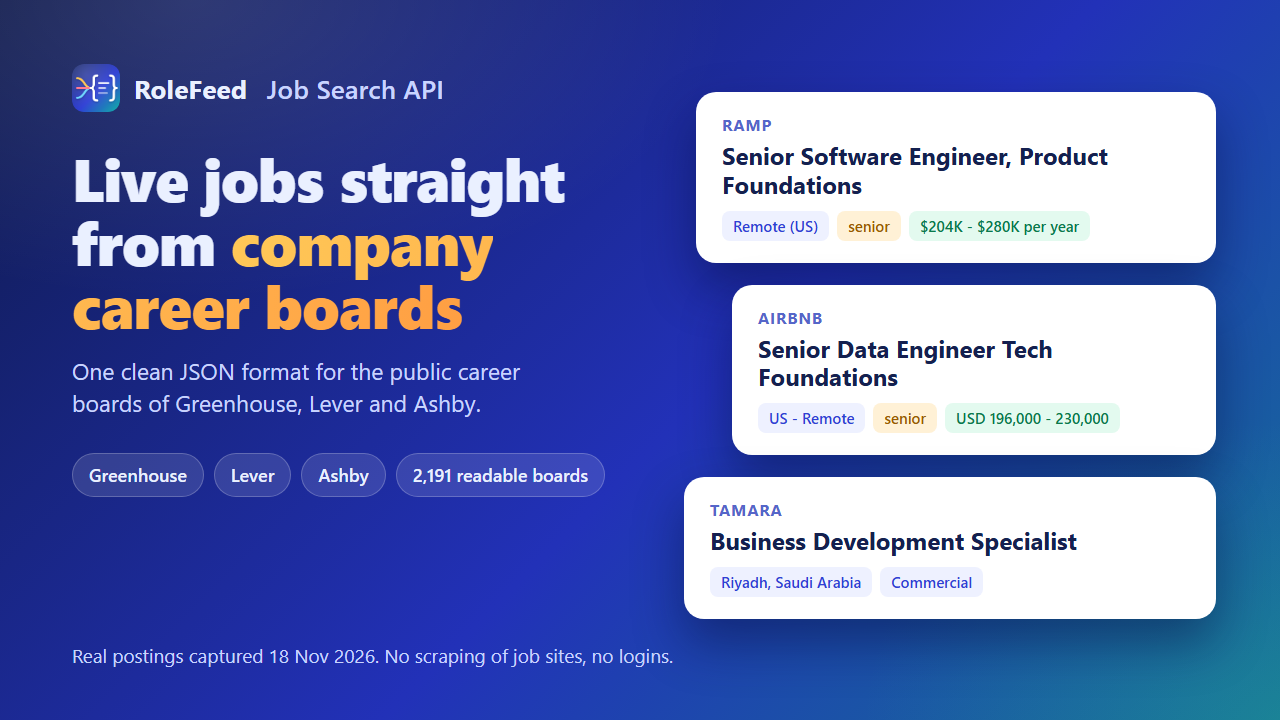 RoleFeed Job Search API
Live jobs straight
from company
career boards
One clean JSON format for the public career
boards of Greenhouse, Lever and Ashby.
Greenhouse Lever Ashby 2,191 readable boards
Real postings captured 18 Nov 2026. No scraping of job sites, no logins.
RAMP
Senior Software Engineer, Product
Foundations
Remote (US) senior $204K - $280K per year
AIRBNB
Senior Data Engineer Tech
Foundations
US - Remote senior USD 196,000 - 230,000
TAMARA
Business Development Specialist
Riyadh, Saudi Arabia Commercial